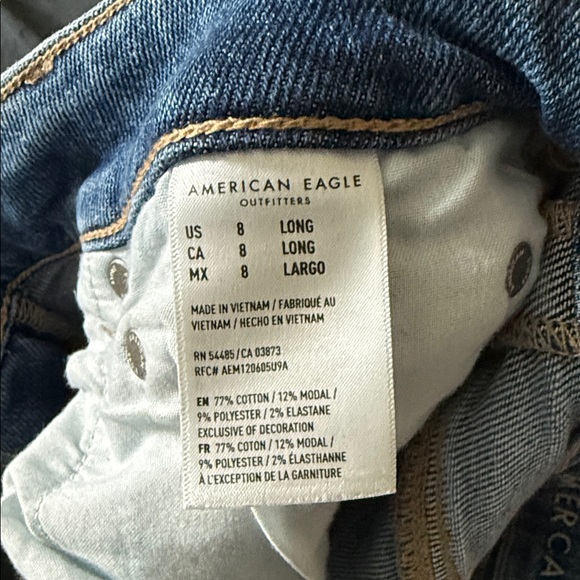 AMERICAN EAGLE
OUTFITTERS
US 8 LONG
CA 8 LONG
MX 8 LARGO
MADE IN VIETNAM / FABRIQUÉ AU
VIETNAM / HECHO EN VIETNAM
RN 54485 / CA 03873
RFC# AEM120605U9A
EN 77% COTTON / 12% MODAL /
9% POLYESTER / 2% ELASTANE
EXCLUSIVE OF DECORATION
FR 77% COTON / 12% MODAL /
9% POLYESTER / 2% ÉLASTHANNE
À L'EXCEPTION DE LA GARNITURE